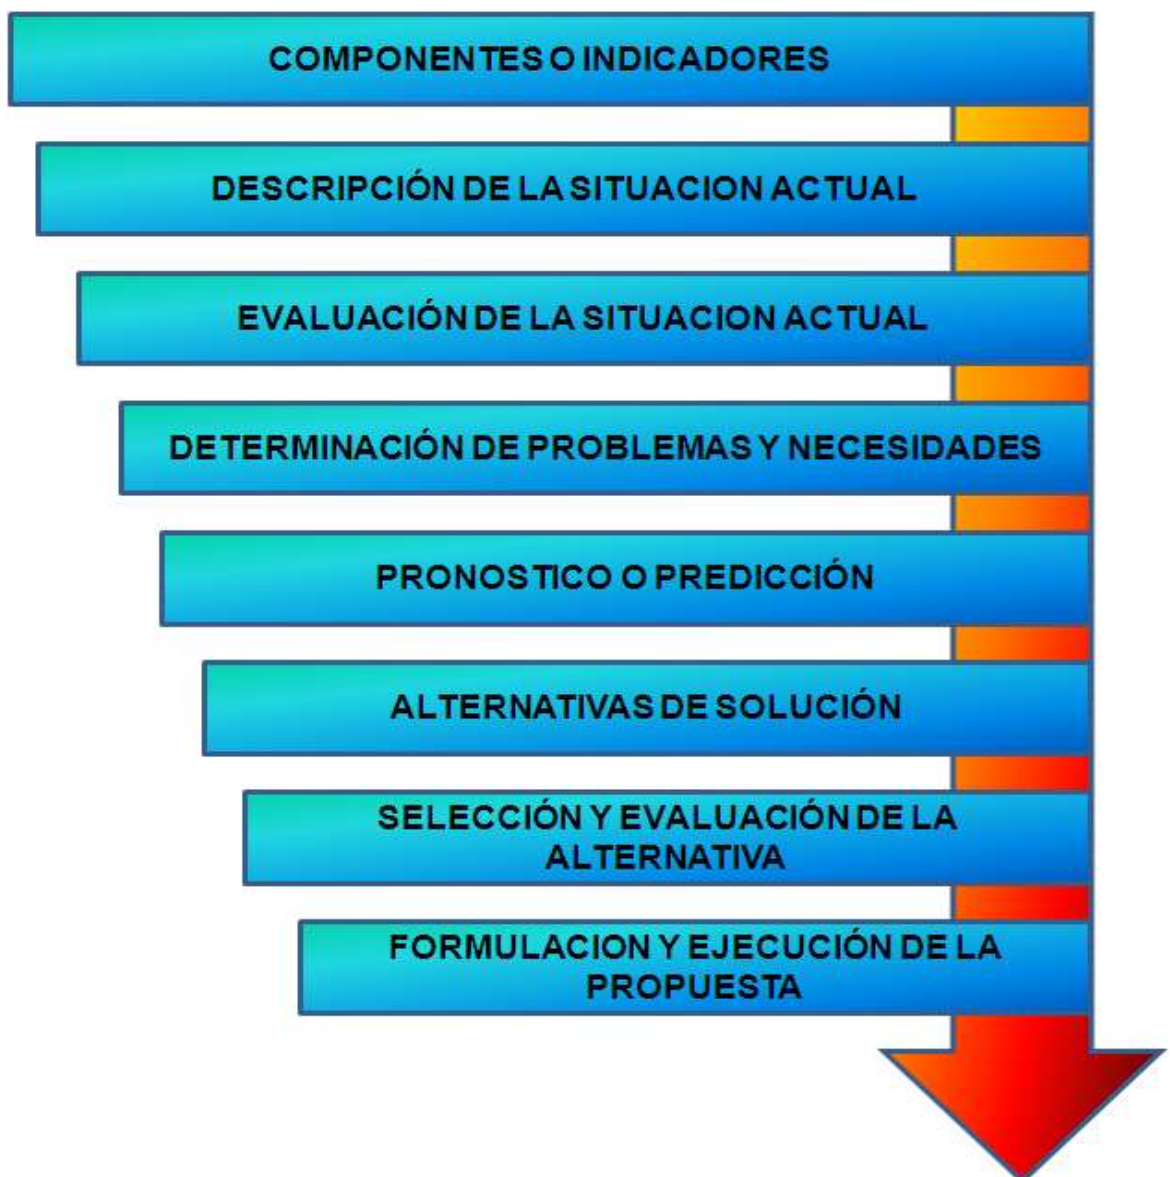 COMPONENTES O INDICADORES
DESCRIPCIÓN DE LA SITUACION ACTUAL
EVALUACIÓN DE LA SITUACION ACTUAL
DETERMINACIÓN DE PROBLEMAS Y NECESIDADES
PRONOSTICO O PREDICCIÓN
ALTERNATIVAS DE SOLUCIÓN
SELECCIÓN Y EVALUACIÓN DE LA
ALTERNATIVA
FORMULACION Y EJECUCIÓN DE LA
PROPUESTA